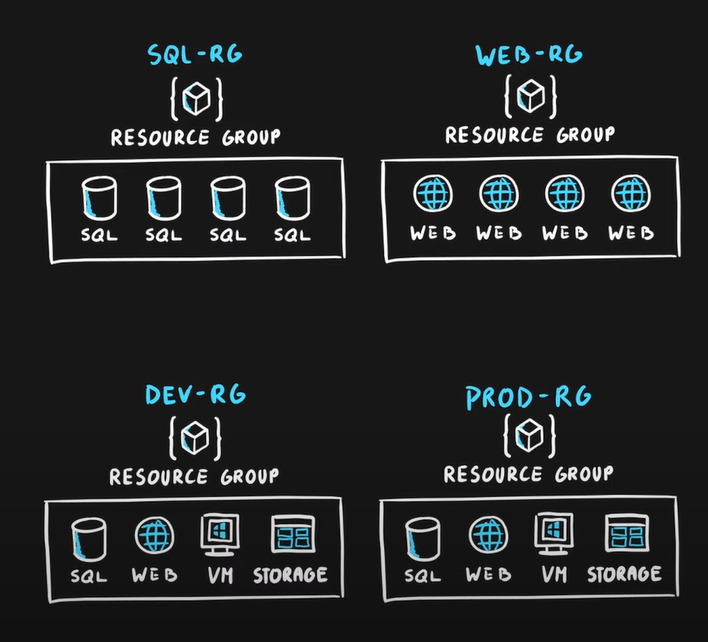 SQL-RG
RESOURCE GROUP
SQL SQL SQL SQL
WEB-RG
RESOURCE GROUP
WEB WEB WEB WEB
DEV-RG
RESOURCE GROUP
SQL WEB VM STORAGE
PROD-RG
RESOURCE GROUP
SQL WEB VM STORAGE